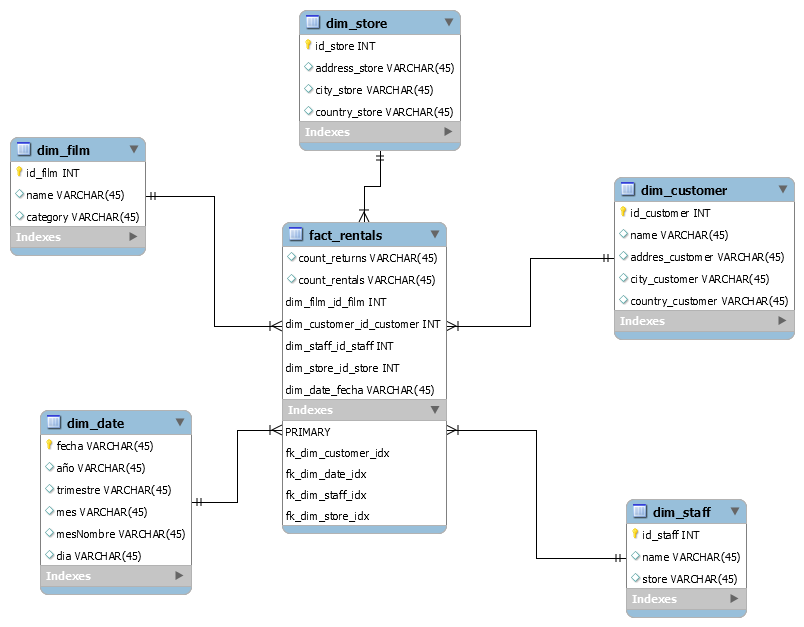 dim_store
id_store INT
address_store VARCHAR(45)
city_store VARCHAR(45)
country_store VARCHAR(45)
Indexes
dim_film
id_film INT
name VARCHAR(45)
category VARCHAR(45)
Indexes
dim_customer
id_customer INT
name VARCHAR(45)
addres_customer VARCHAR(45)
city_customer VARCHAR(45)
country_customer VARCHAR(45)
Indexes
fact_rentals
count_returns VARCHAR(45)
count_rentals VARCHAR(45)
dim_film_id_film INT
dim_customer_id_customer INT
dim_staff_id_staff INT
dim_store_id_store INT
dim_date_fecha VARCHAR(45)
Indexes
PRIMARY
fk_dim_customer_idx
fk_dim_date_idx
fk_dim_staff_idx
fk_dim_store_idx
dim_date
fecha VARCHAR(45)
año VARCHAR(45)
trimestre VARCHAR(45)
mes VARCHAR(45)
mesNombre VARCHAR(45)
dia VARCHAR(45)
Indexes
dim_staff
id_staff INT
name VARCHAR(45)
store VARCHAR(45)
Indexes